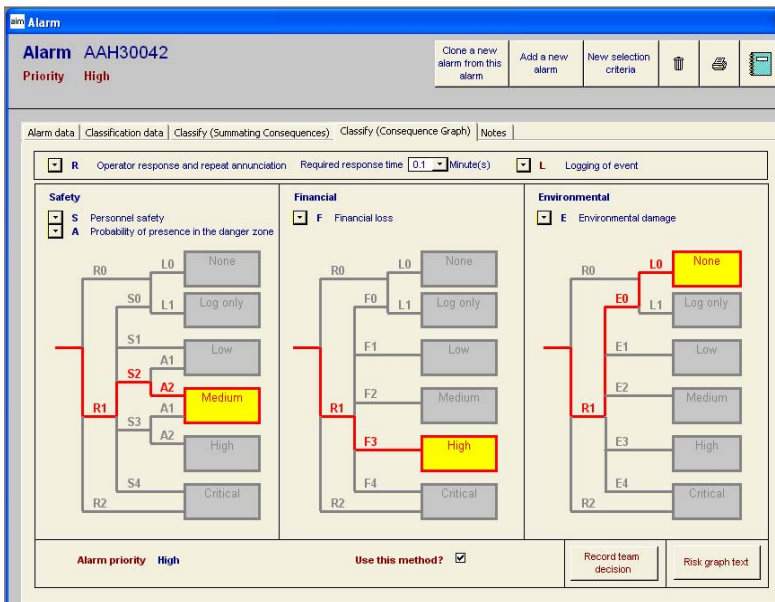 aim Alarm
Alarm AAH30042
Priority High
Clone a new alarm from this alarm
Add a new alarm
New selection criteria
Alarm data Classification data Classify (Summating Consequences) Classify (Consequence Graph) Notes
R Operator response and repeat annunciation Required response time 0.1 Minute(s) L Logging of event
Safety
S Personnel safety
A Probability of presence in the danger zone
R0 L0 None
S0 L1 Log only
S1 Low
A1
S2 A2 Medium
R1 A1
S3 A2 High
S4 Critical
R2
Financial
F Financial loss
R0 L0 None
F0 L1 Log only
F1 Low
F2 Medium
R1
F3 High
F4 Critical
R2
Environmental
E Environmental damage
R0 L0 None
E0 L1 Log only
E1 Low
E2 Medium
R1
E3 High
E4 Critical
R2
Alarm priority High
Use this method?
Record team decision
Risk graph text